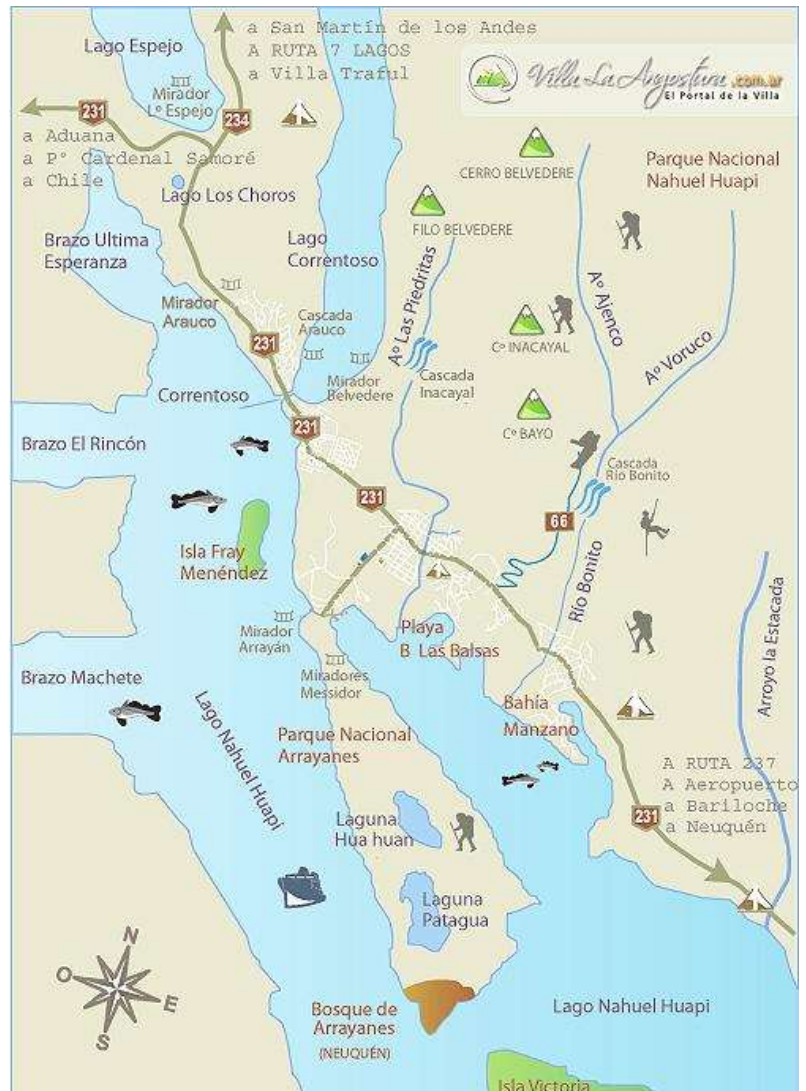 a San Martín de los Andes
A RUTA 7 LAGOS
a Villa Traful
Lago Espejo
Mirador
Lº Espejo
Villa La Angostura.com.ar
El Portal de la Villa
231
234
a Aduana
a Pº Cardenal Samoré
a Chile
CERRO BELVEDERE
Parque Nacional
Nahuel Huapi
Lago Los Choros
FILO BELVEDERE
Brazo Ultima
Esperanza
Lago
Correntoso
Aº Las Piedritas
Aº Ajenco
Aº Voruco
Mirador
Arauco
Cascada
Arauco
231
Cº INACAYAL
Mirador
Belvedere
Cascada
Inacayal
Correntoso
Cº BAYO
231
Brazo El Rincón
Cascada
Río Bonito
231
66
Isla Fray
Menéndez
Río Bonito
Arroyo la Estacada
Mirador
Arrayán
Playa
B Las Balsas
Brazo Machete
Miradores
Messidor
Lago Nahuel Huapi
Bahía
Manzano
Parque Nacional
Arrayanes
A RUTA 237
A Aeropuerto
a Bariloche
a Neuquén
231
Laguna
Hua huan
Laguna
Patagua
N
O
E
S
Bosque de
Arrayanes
(NEUQUÉN)
Lago Nahuel Huapi
Isla Victoria